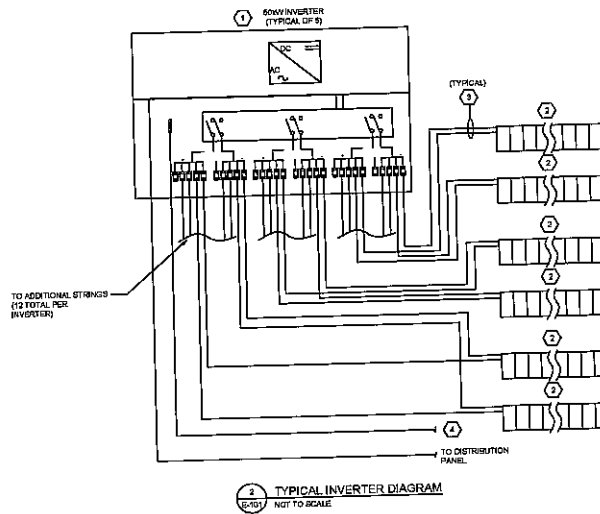 1
50kW INVERTER
(TYPICAL OF 5)
DC
AC
(TYPICAL)
3
2
2
2
2
2
2
TO ADDITIONAL STRINGS
(12 TOTAL PER
INVERTER)
4
TO DISTRIBUTION
PANEL
2
E-101
TYPICAL INVERTER DIAGRAM
NOT TO SCALE